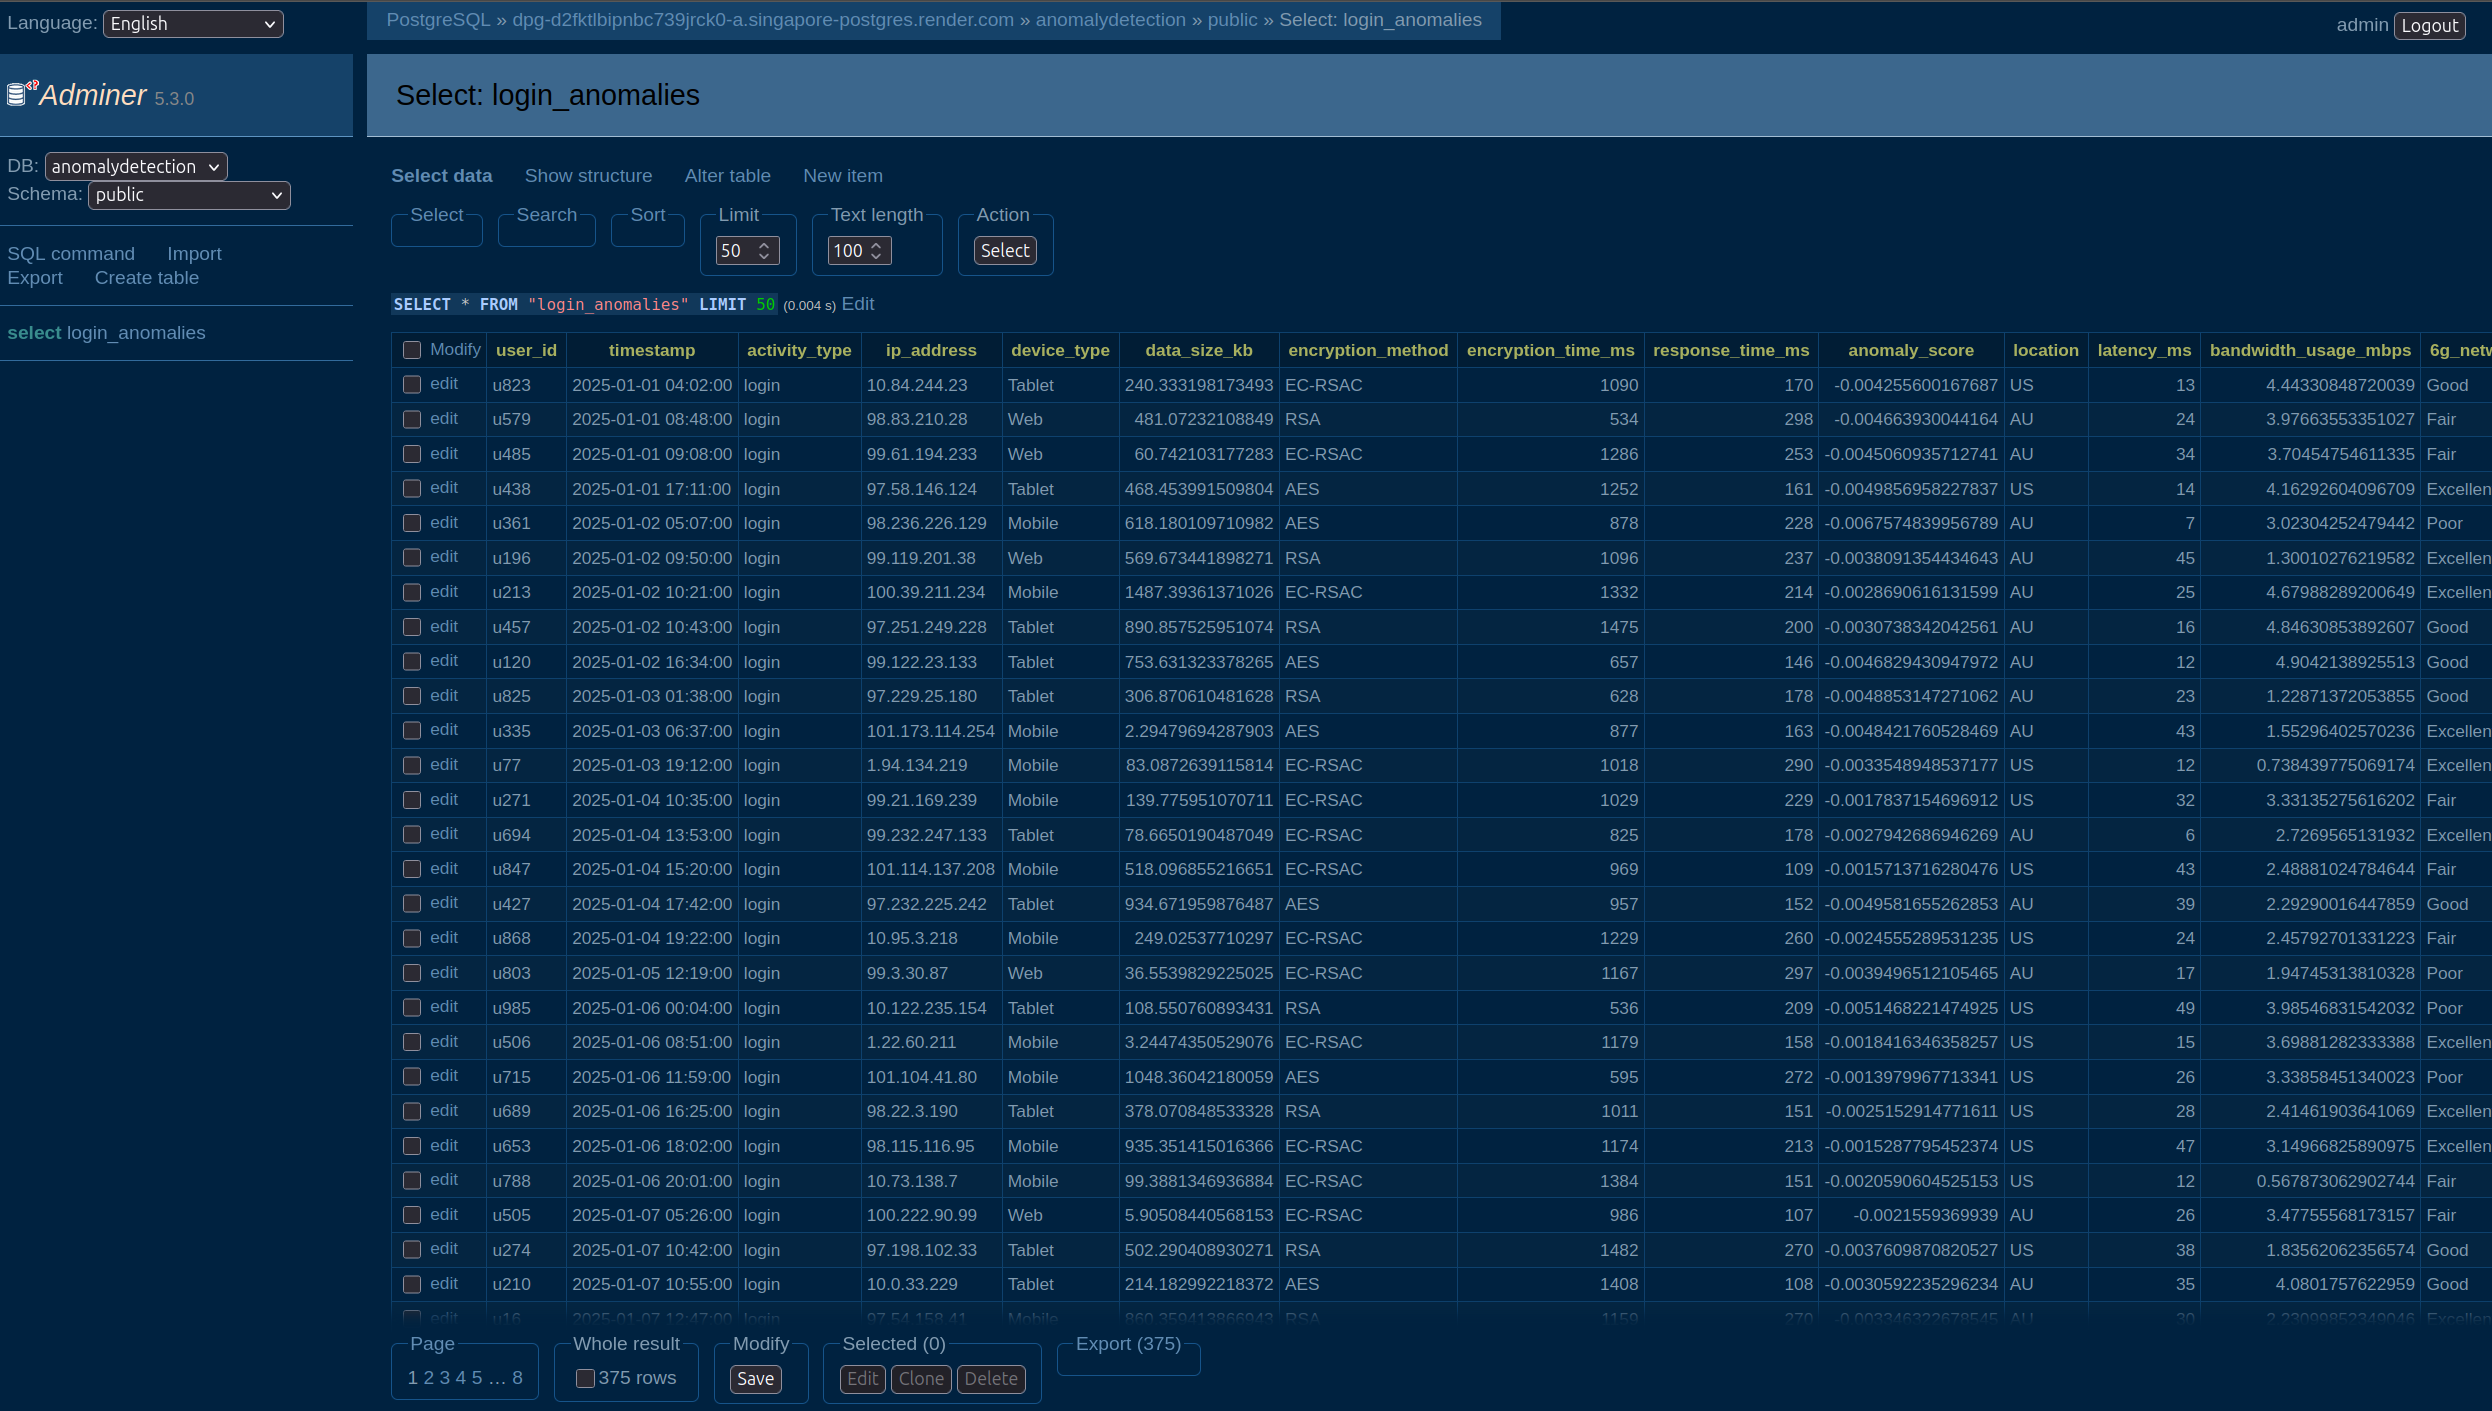 Language: English
PostgreSQL » dpg-d2fktlbipnbc739jrck0-a.singapore-postgres.render.com » anomalydetection » public » Select: login_anomalies
admin Logout
Adminer 5.3.0
Select: login_anomalies
DB: anomalydetection
Schema: public
SQL command Import
Export Create table
select login_anomalies
Select data Show structure Alter table New item
Select Search Sort Limit Text length Action
50 100 Select
SELECT * FROM "login_anomalies" LIMIT 50 (0.004 s) Edit
Modify user_id timestamp activity_type ip_address device_type data_size_kb encryption_method encryption_time_ms response_time_ms anomaly_score location latency_ms bandwidth_usage_mbps 6g_netw
edit u823 2025-01-01 04:02:00 login 10.84.244.23 Tablet 240.333198173493 EC-RSAC 1090 170 -0.004255600167687 US 13 4.44330848720039 Good
edit u579 2025-01-01 08:48:00 login 98.83.210.28 Web 481.07232108849 RSA 534 298 -0.004663930044164 AU 24 3.97663553351027 Fair
edit u485 2025-01-01 09:08:00 login 99.61.194.233 Web 60.742103177283 EC-RSAC 1286 253 -0.0045060935712741 AU 34 3.70454754611335 Fair
edit u438 2025-01-01 17:11:00 login 97.58.146.124 Tablet 468.453991509804 AES 1252 161 -0.0049856958227837 US 14 4.16292604096709 Excellen
edit u361 2025-01-02 05:07:00 login 98.236.226.129 Mobile 618.180109710982 AES 878 228 -0.0067574839956789 AU 7 3.02304252479442 Poor
edit u196 2025-01-02 09:50:00 login 99.119.201.38 Web 569.673441898271 RSA 1096 237 -0.0038091354434643 AU 45 1.30010276219582 Excellen
edit u213 2025-01-02 10:21:00 login 100.39.211.234 Mobile 1487.39361371026 EC-RSAC 1332 214 -0.0028690616131599 AU 25 4.67988289200649 Excellen
edit u457 2025-01-02 10:43:00 login 97.251.249.228 Tablet 890.857525951074 RSA 1475 200 -0.0030738342042561 AU 16 4.84630853892607 Good
edit u120 2025-01-02 16:34:00 login 99.122.23.133 Tablet 753.631323378265 AES 657 146 -0.0046829430947972 AU 12 4.9042138925513 Good
edit u825 2025-01-03 01:38:00 login 97.229.25.180 Tablet 306.870610481628 RSA 628 178 -0.0048853147271062 AU 23 1.22871372053855 Good
edit u335 2025-01-03 06:37:00 login 101.173.114.254 Mobile 2.29479694287903 AES 877 163 -0.0048421760528469 AU 43 1.55296402570236 Excellen
edit u77 2025-01-03 19:12:00 login 1.94.134.219 Mobile 83.0872639115814 EC-RSAC 1018 290 -0.0033548948537177 US 12 0.738439775069174 Excellen
edit u271 2025-01-04 10:35:00 login 99.21.169.239 Mobile 139.775951070711 EC-RSAC 1029 229 -0.0017837154696912 US 32 3.33135275616202 Fair
edit u694 2025-01-04 13:53:00 login 99.232.247.133 Tablet 78.6650190487049 EC-RSAC 825 178 -0.0027942686946269 AU 6 2.7269565131932 Excellen
edit u847 2025-01-04 15:20:00 login 101.114.137.208 Mobile 518.096855216651 EC-RSAC 969 109 -0.0015713716280476 US 43 2.48881024784644 Fair
edit u427 2025-01-04 17:42:00 login 97.232.225.242 Tablet 934.671959876487 AES 957 152 -0.0049581655262853 AU 39 2.29290016447859 Good
edit u868 2025-01-04 19:22:00 login 10.95.3.218 Mobile 249.02537710297 EC-RSAC 1229 260 -0.0024555289531235 US 24 2.45792701331223 Fair
edit u803 2025-01-05 12:19:00 login 99.3.30.87 Web 36.5539829225025 EC-RSAC 1167 297 -0.0039496512105465 AU 17 1.94745313810328 Poor
edit u985 2025-01-06 00:04:00 login 10.122.235.154 Tablet 108.550760893431 RSA 536 209 -0.0051468221474925 US 49 3.98546831542032 Poor
edit u506 2025-01-06 08:51:00 login 1.22.60.211 Mobile 3.24474350529076 EC-RSAC 1179 158 -0.0018416346358257 US 15 3.69881282333388 Excellen
edit u715 2025-01-06 11:59:00 login 101.104.41.80 Mobile 1048.36042180059 AES 595 272 -0.0013979967713341 US 26 3.33858451340023 Poor
edit u689 2025-01-06 16:25:00 login 98.22.3.190 Tablet 378.070848533328 RSA 1011 151 -0.0025152914771611 US 28 2.41461903641069 Excellen
edit u653 2025-01-06 18:02:00 login 98.115.116.95 Mobile 935.351415016366 EC-RSAC 1174 213 -0.0015287795452374 US 47 3.14966825890975 Excellen
edit u788 2025-01-06 20:01:00 login 10.73.138.7 Mobile 99.3881346936884 EC-RSAC 1384 151 -0.0020590604525153 US 12 0.567873062902744 Fair
edit u505 2025-01-07 05:26:00 login 100.222.90.99 Web 5.90508440568153 EC-RSAC 986 107 -0.0021559369939 AU 26 3.47755568173157 Fair
edit u274 2025-01-07 10:42:00 login 97.198.102.33 Tablet 502.290408930271 RSA 1482 270 -0.0037609870820527 US 38 1.83562062356574 Good
edit u210 2025-01-07 10:55:00 login 10.0.33.229 Tablet 214.182992218372 AES 1408 108 -0.0030592235296234 AU 35 4.0801757622959 Good
edit u16 2025-01-07 12:47:00 login 97.54.158.41 Mobile 860.359413866943 RSA 1159 270 -0.003346322678545 AU 30 Excellen
Page Whole result Modify Selected (0) Export (375)
1 2 3 4 5 … 8 375 rows Save Edit Clone Delete